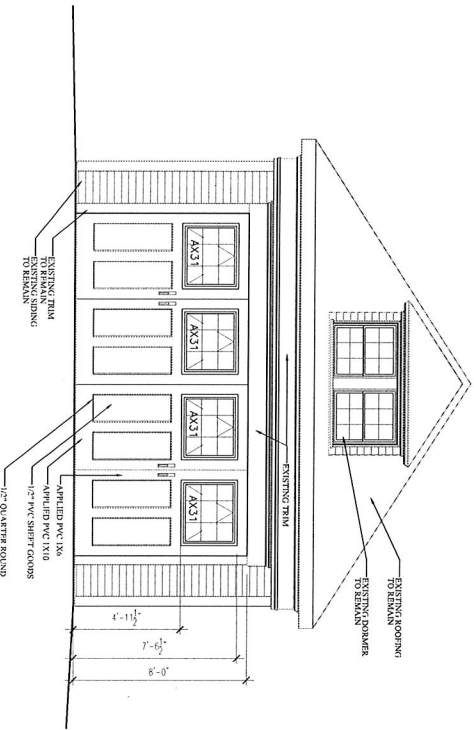 EXISTING ROOFING
TO REMAIN
EXISTING DORMER
TO REMAIN
EXISTING TRIM
AX31
AX31
AX31
AX31
EXISTING TRIM
TO REMAIN
EXISTING SIDING
TO REMAIN
APPLIED PVC 1X6
APPLIED PVC 1X10
1/2" PVC SHEET GOODS
1/2" QUARTER ROUND
4'-11½"
7'-6½"
8'-0"